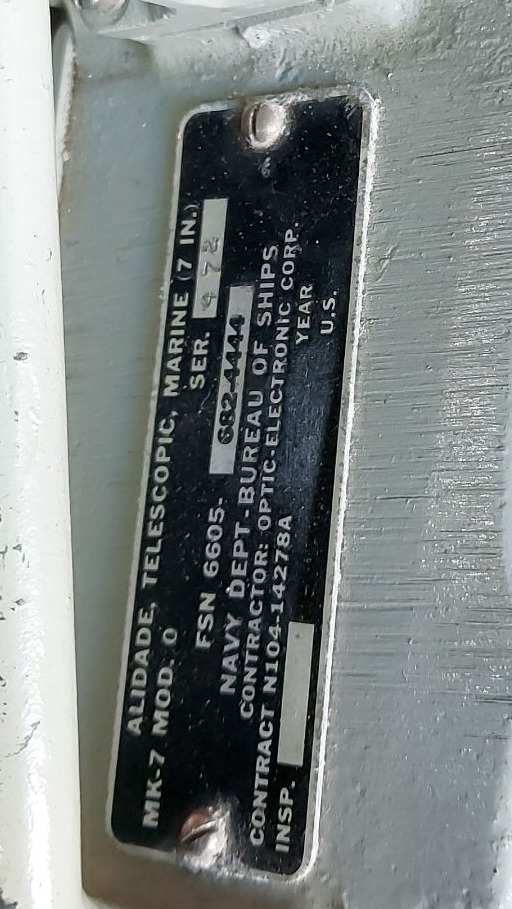 ALIDADE, TELESCOPIC, MARINE (7 IN.)
MK-7 MOD. 0 SER. 472
FSN 6605- 682-4444
NAVY DEPT-BUREAU OF SHIPS
CONTRACTOR: OPTIC-ELECTRONIC CORP.
CONTRACT N104-14278A YEAR
INSP. U.S.